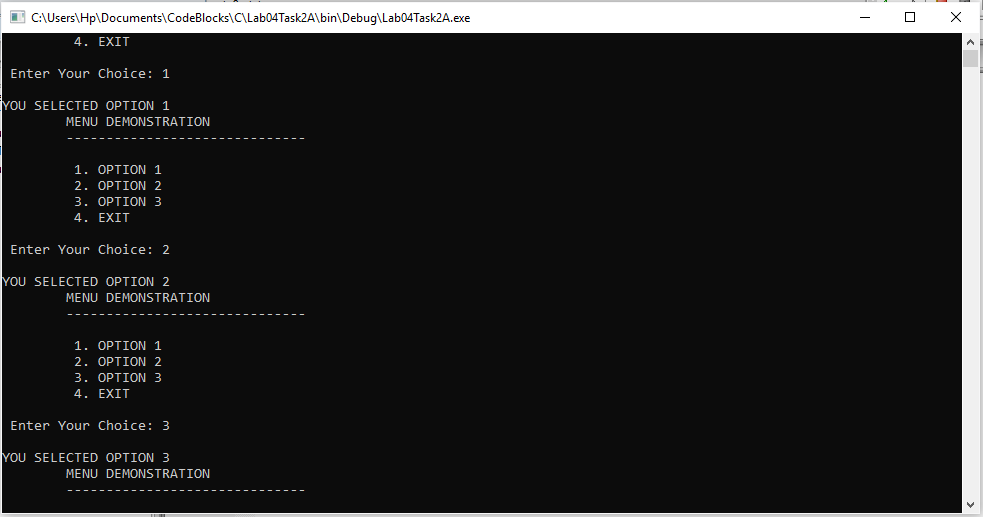 C:\Users\Hp\Documents\CodeBlocks\C\Lab04Task2A\bin\Debug\Lab04Task2A.exe
4. EXIT
Enter Your Choice: 1
YOU SELECTED OPTION 1
MENU DEMONSTRATION
------------------------------
1. OPTION 1
2. OPTION 2
3. OPTION 3
4. EXIT
Enter Your Choice: 2
YOU SELECTED OPTION 2
MENU DEMONSTRATION
------------------------------
1. OPTION 1
2. OPTION 2
3. OPTION 3
4. EXIT
Enter Your Choice: 3
YOU SELECTED OPTION 3
MENU DEMONSTRATION
------------------------------